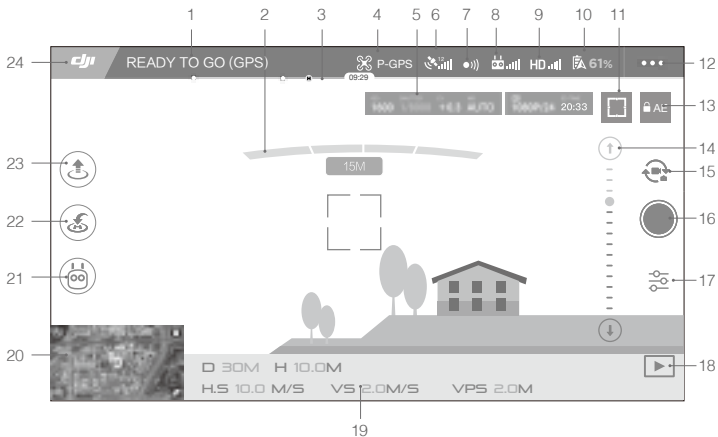 1 2 3 4 5 6 7 8 9 10 11
24 dji READY TO GO (GPS) P-GPS 12 HD 61% 12
09:29
20:33 AE 13
14
23 15M 15
22 16
21 17
20
D 30M H 10.0M 18
H.S 10.0 M/S VS 2.0M/S VPS 2.0M
19